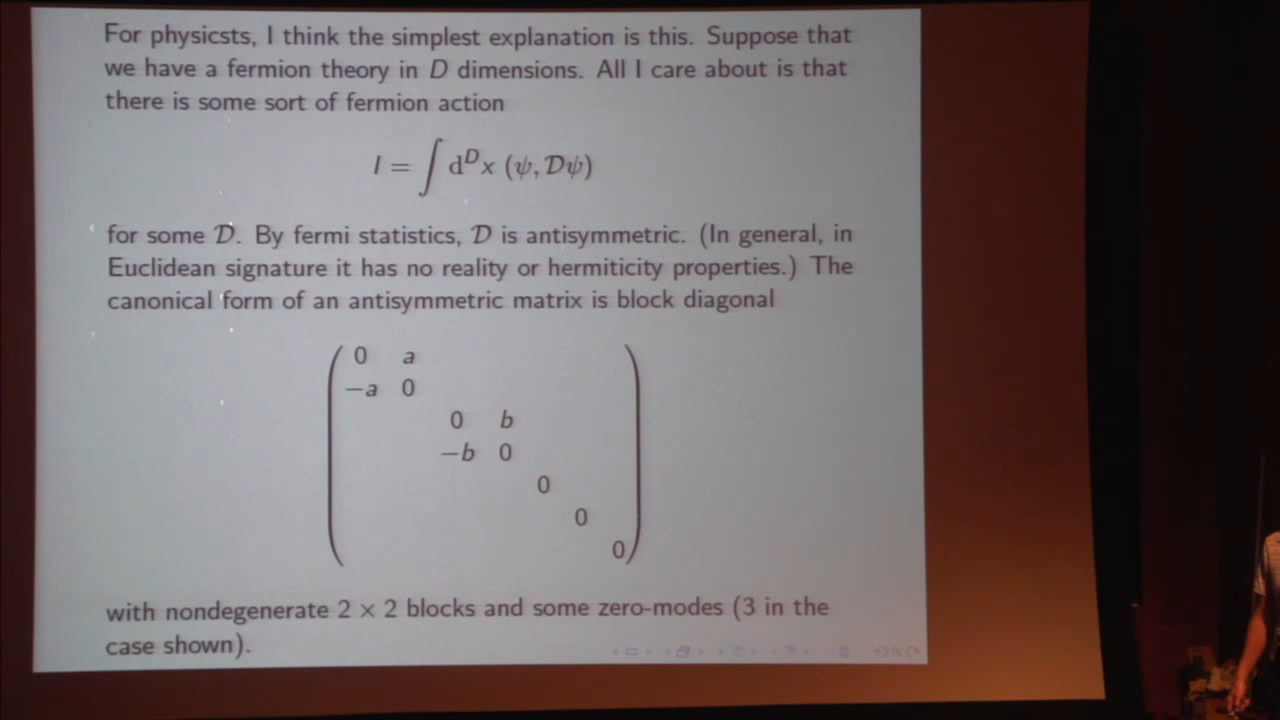 For physicsts, I think the simplest explanation is this. Suppose that
we have a fermion theory in D dimensions. All I care about is that
there is some sort of fermion action
I = ∫ dᴰx (ψ, 𝒟ψ)
for some 𝒟. By fermi statistics, 𝒟 is antisymmetric. (In general, in
Euclidean signature it has no reality or hermiticity properties.) The
canonical form of an antisymmetric matrix is block diagonal
0 a
−a 0
0 b
−b 0
0
0
0
with nondegenerate 2 × 2 blocks and some zero-modes (3 in the
case shown).